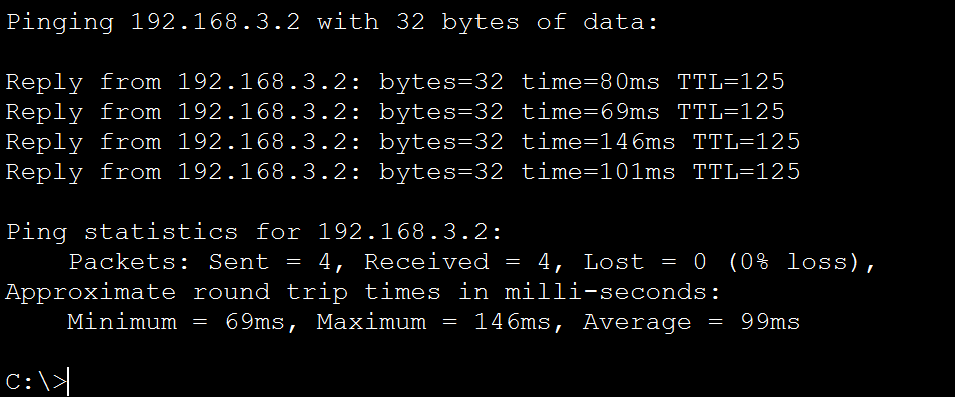 Pinging 192.168.3.2 with 32 bytes of data:
Reply from 192.168.3.2: bytes=32 time=80ms TTL=125
Reply from 192.168.3.2: bytes=32 time=69ms TTL=125
Reply from 192.168.3.2: bytes=32 time=146ms TTL=125
Reply from 192.168.3.2: bytes=32 time=101ms TTL=125
Ping statistics for 192.168.3.2:
Packets: Sent = 4, Received = 4, Lost = 0 (0% loss),
Approximate round trip times in milli-seconds:
Minimum = 69ms, Maximum = 146ms, Average = 99ms
C:\>